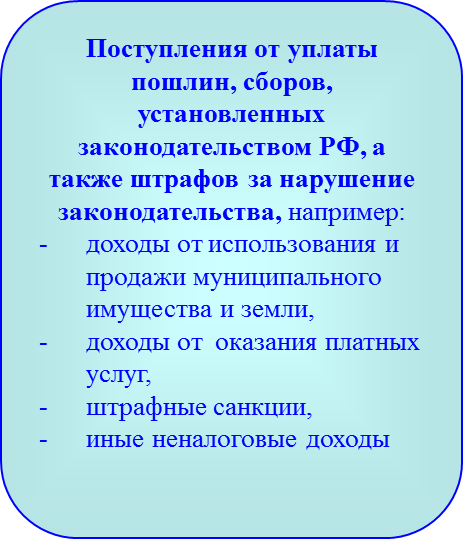 Поступления от уплаты
пошлин, сборов,
установленных
законодательством РФ, а
также штрафов за нарушение
законодательства, например:
- доходы от использования и
продажи муниципального
имущества и земли,
- доходы от оказания платных
услуг,
- штрафные санкции,
- иные неналоговые доходы